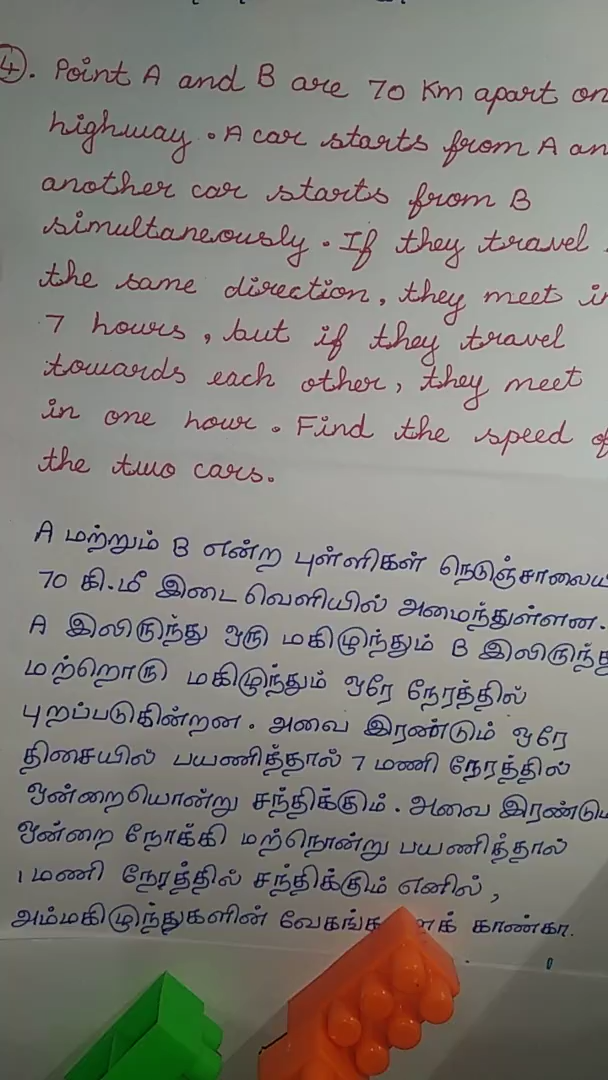 4. Point A and B are 70 km apart on
highway. A car starts from A an
another car starts from B
simultaneously. If they travel
the same direction, they meet in
7 hours, but if they travel
towards each other, they meet
in one hour. Find the speed of
the two cars.
A மற்றும் B என்ற புள்ளிகள் நெடுஞ்சாலையி
70 கி.மீ இடை வெளியில் அமைந்துள்ளன.
A இலிருந்து ஒரு மகிழுந்தும் B இலிருந்து
மற்றொரு மகிழுந்தும் ஒரே நேரத்தில்
புறப்படுகின்றன. அவை இரண்டும் ஒரே
திசையில் பயணித்தால் 7 மணி நேரத்தில்
ஒன்றையொன்று சந்திக்கும். அவை இரண்டும
ஒன்றை நோக்கி மற்றொன்று பயணித்தால்
1 மணி நேரத்தில் சந்திக்கும் எனில்,
அம்மகிழுந்துகளின் காண்கா.